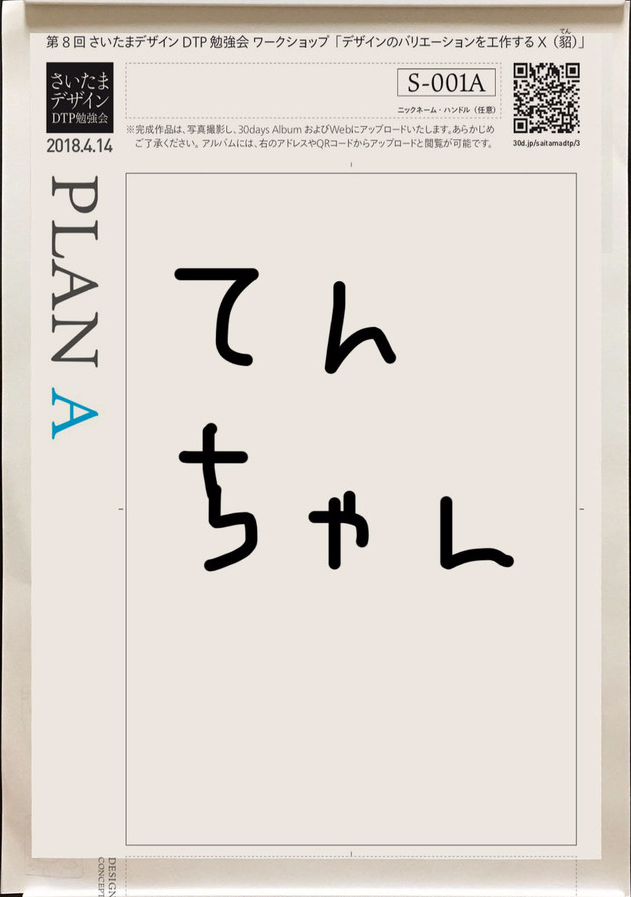 第8回 さいたまデザイン DTP 勉強会 ワークショップ「デザインのバリエーションを工作する X（貂）」
てん
さいたま
デザイン
DTP勉強会
2018.4.14
S-001A
ニックネーム・ハンドル（任意）
※完成作品は、写真撮影し、30days Album およびWebにアップロードいたします。あらかじめ
ご了承ください。アルバムには、右のアドレスやQRコードからアップロードと閲覧が可能です。
30d.jp/saitamadtp/3
PLAN A
てん
ちゃん
DESIGN
CONCEPT